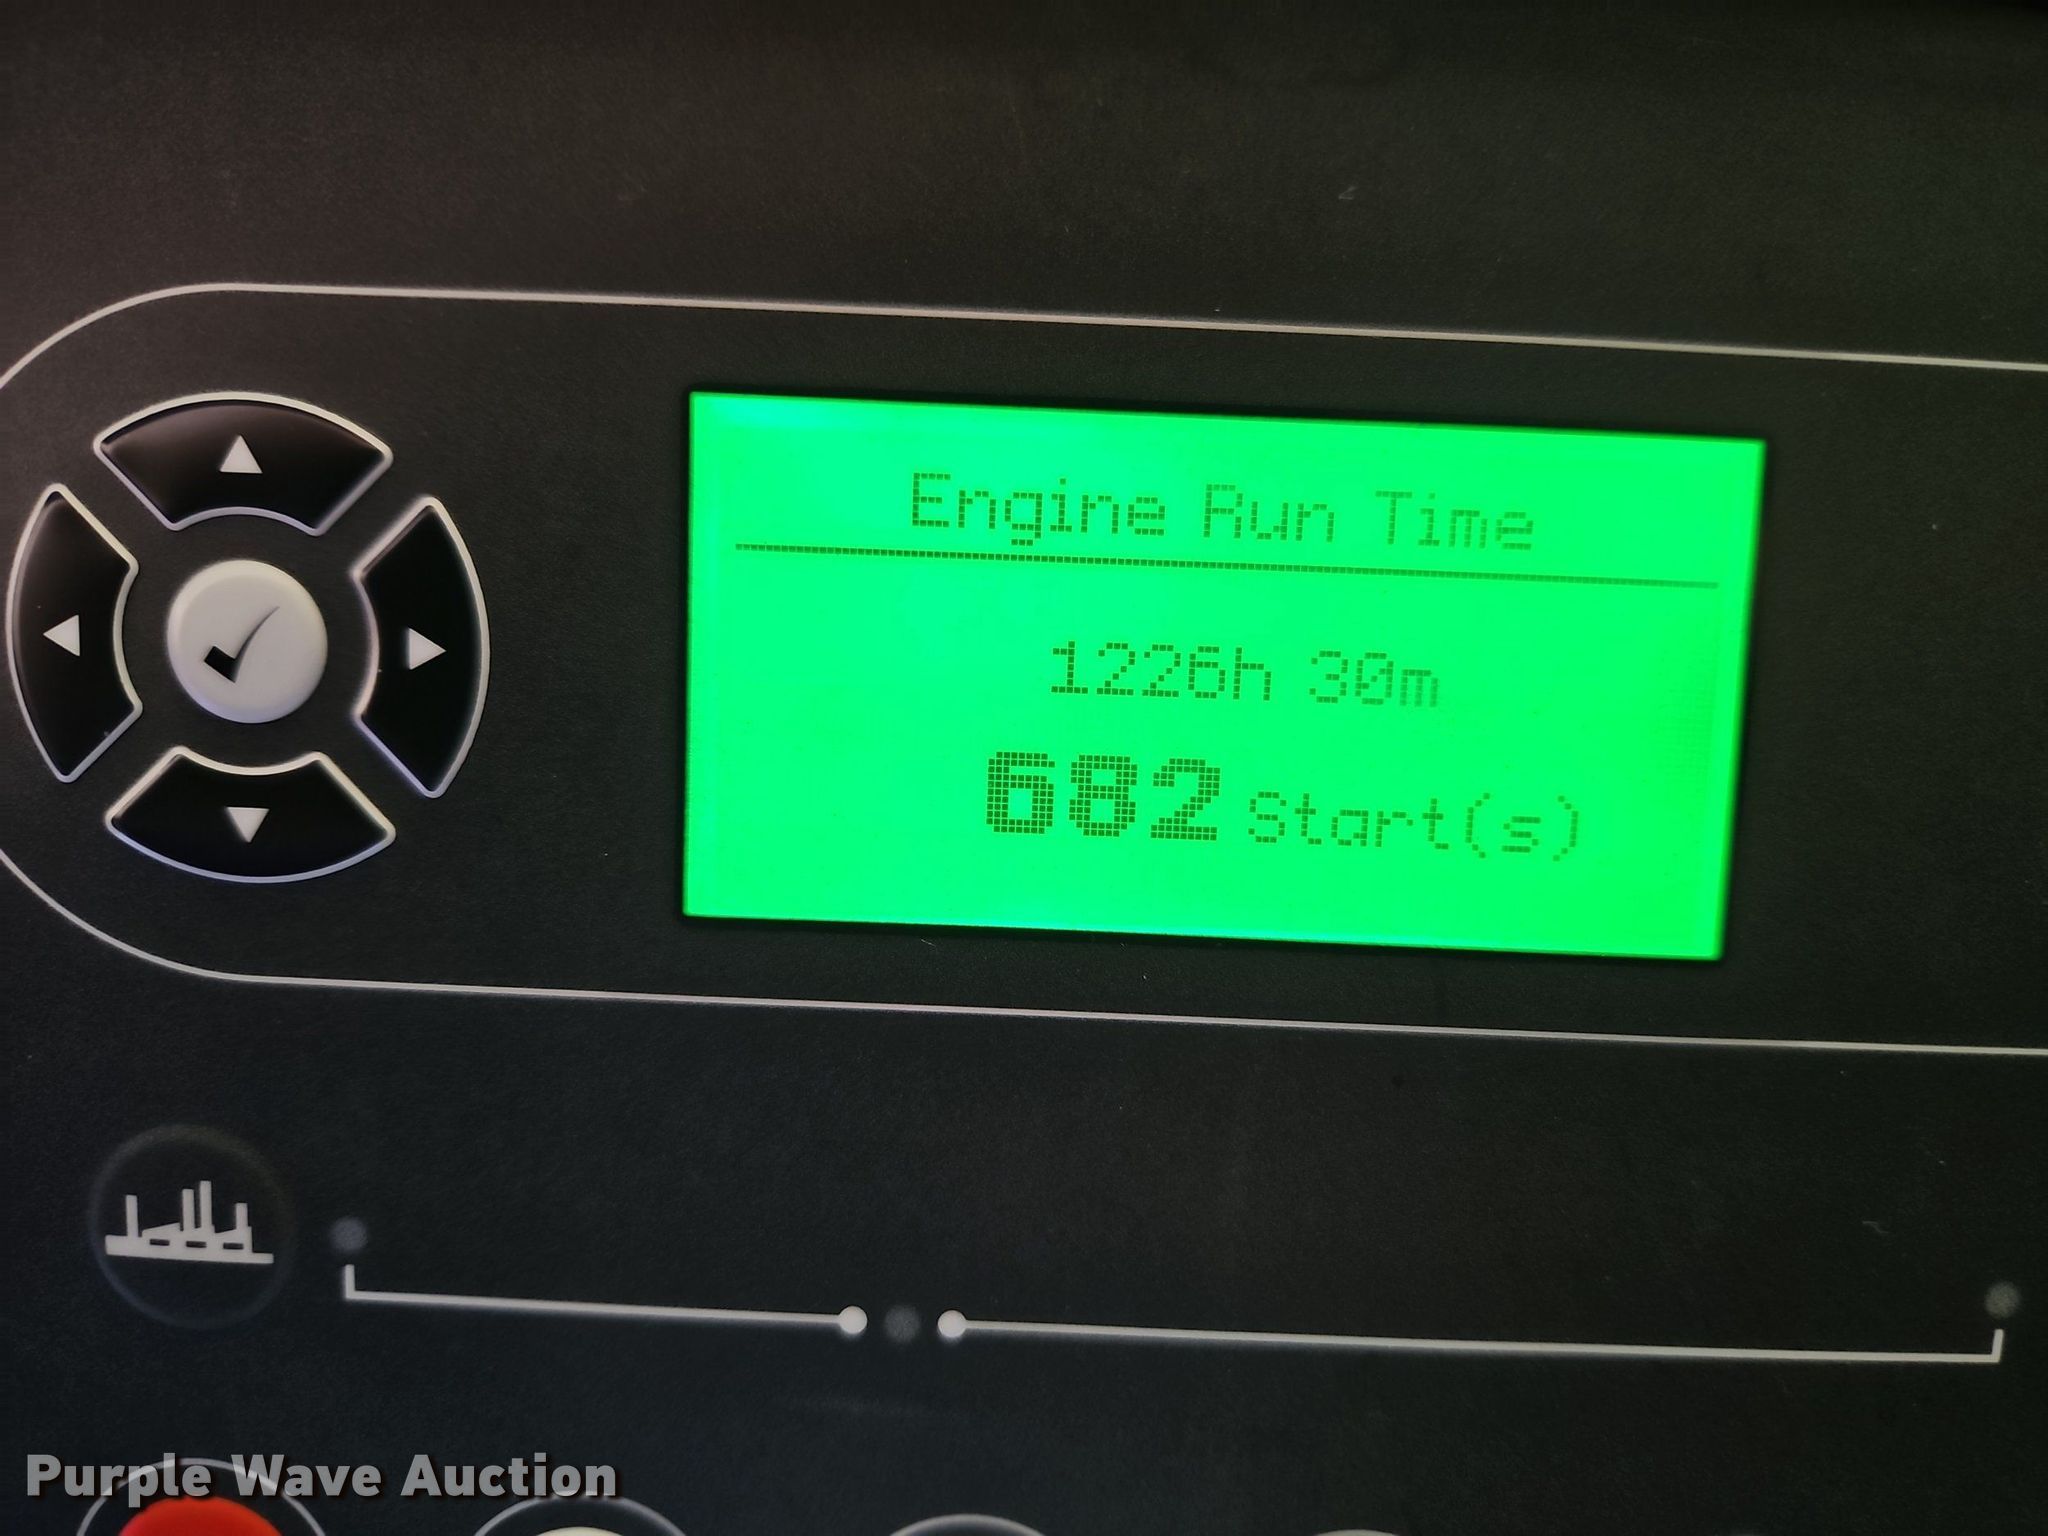 Engine Run Time
1226h 30m
682 Start(s)
Purple Wave Auction